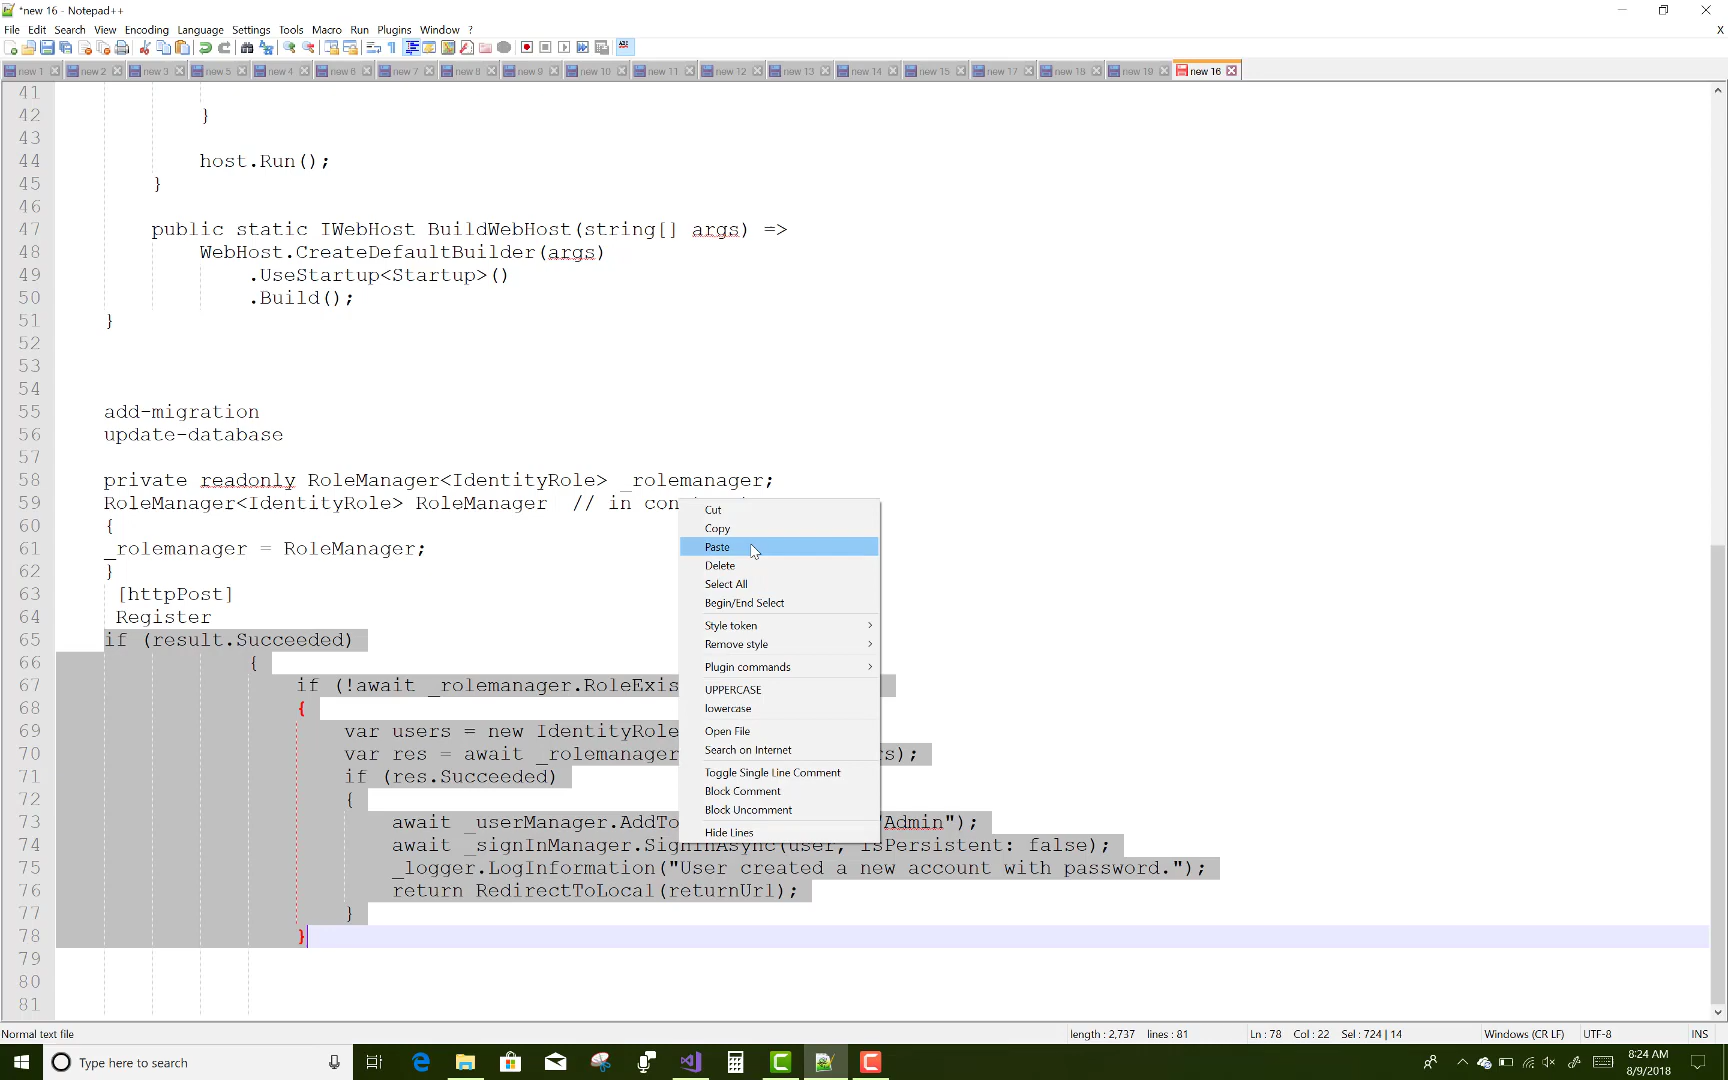 *new 16 - Notepad++
File Edit Search View Encoding Language Settings Tools Macro Run Plugins Window ? X
new 1 new 2 new 3 new 5 new 4 new 6 new 7 new 8 new 9 new 10 new 11 new 12 new 13 new 14 new 15 new 17 new 18 new 19 new 16
41
42 }
43
44 host.Run();
45 }
46
47 public static IWebHost BuildWebHost(string[] args) =>
48 WebHost.CreateDefaultBuilder(args)
49 .UseStartup<Startup>()
50 .Build();
51 }
52
53
54
55 add-migration
56 update-database
57
58 private readonly RoleManager<IdentityRole> _rolemanager;
59 RoleManager<IdentityRole> RoleManager // in con
60 {
61 _rolemanager = RoleManager;
62 }
63 [httpPost]
64 Register
65 if (result.Succeeded)
66 {
67 if (!await _rolemanager.RoleExis
68 {
69 var users = new IdentityRole
70 var res = await _rolemanager s);
71 if (res.Succeeded)
72 {
73 await _userManager.AddTo Admin");
74 await _signInManager.SignInAsync(user, isPersistent: false);
75 _logger.LogInformation("User created a new account with password.");
76 return RedirectToLocal(returnUrl);
77 }
78 }
79
80
81
Cut
Copy
Paste
Delete
Select All
Begin/End Select
Style token
Remove style
Plugin commands
UPPERCASE
lowercase
Open File
Search on Internet
Toggle Single Line Comment
Block Comment
Block Uncomment
Hide Lines
Normal text file length : 2,737 lines : 81 Ln : 78 Col : 22 Sel : 724 | 14 Windows (CR LF) UTF-8 INS
Type here to search
8:24 AM
8/9/2018